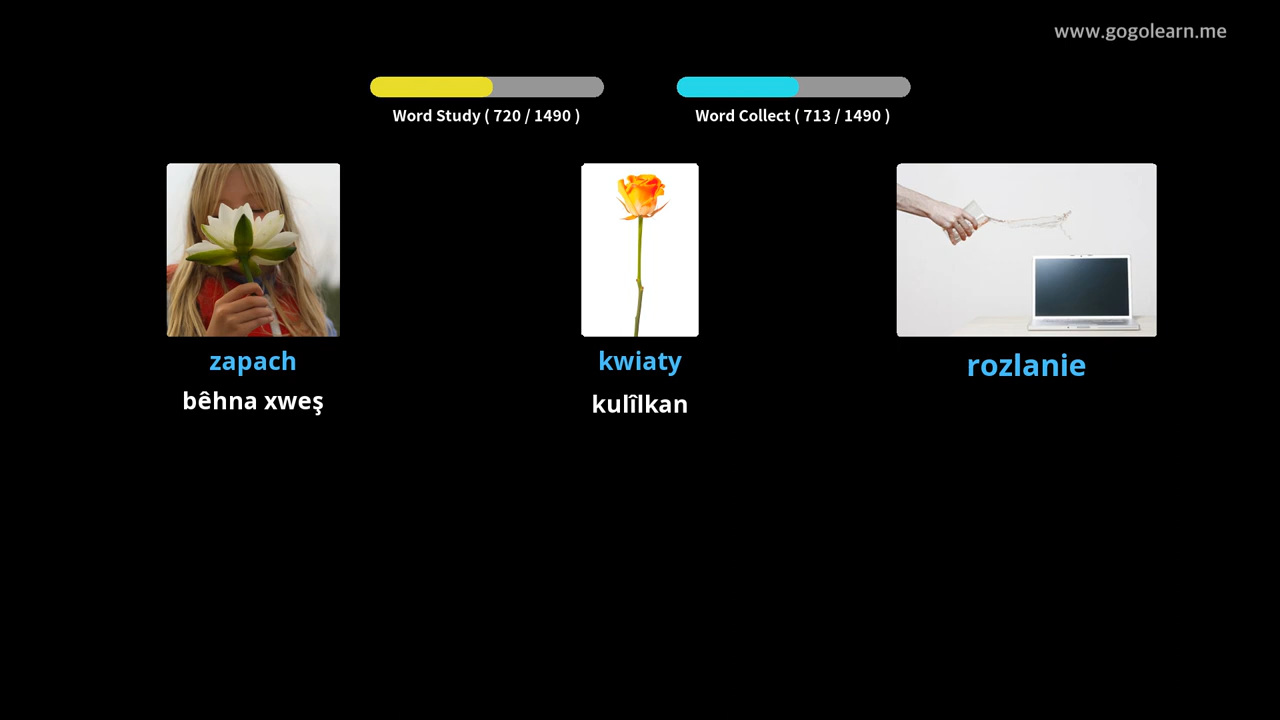 www.gogolearn.me
Word Study ( 720 / 1490 )
Word Collect ( 713 / 1490 )
zapach
kwiaty
rozlanie
bêhna xweş
kulîlkan